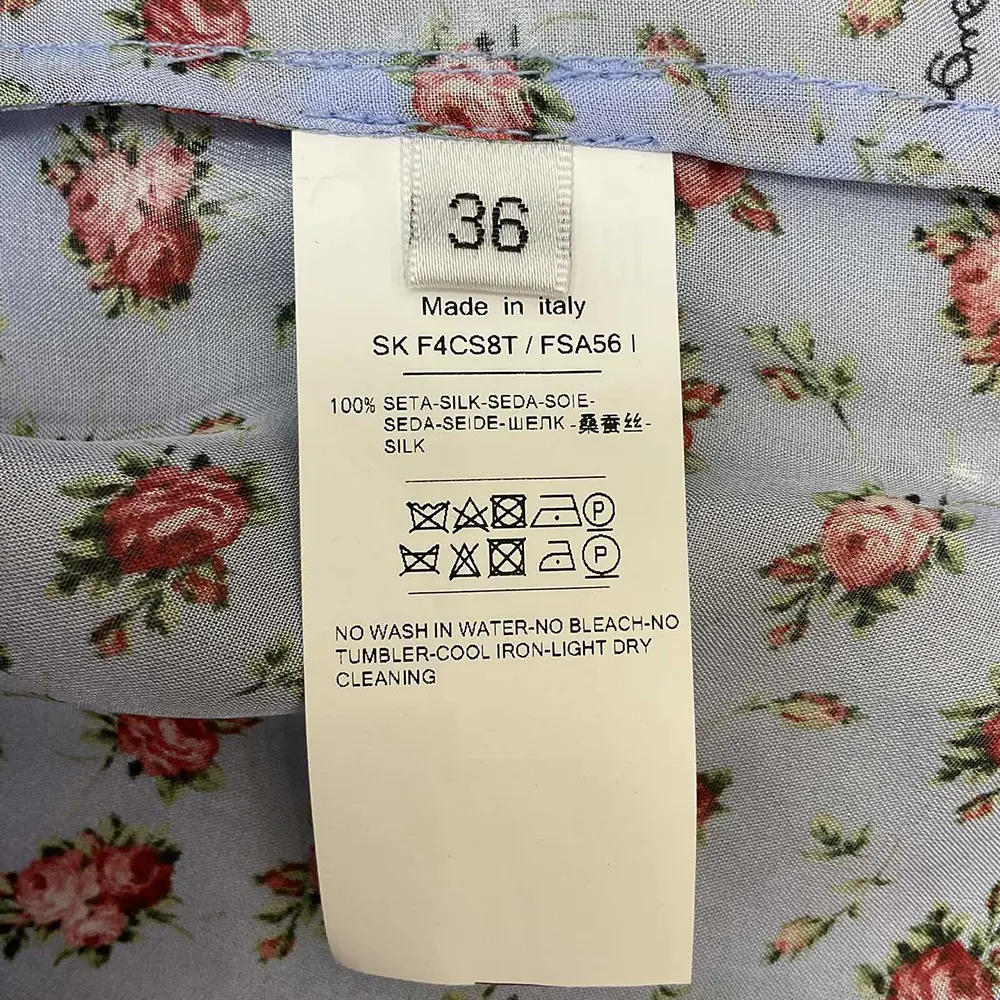 36
Made in italy
SK F4CS8T / FSA56 I
100% SETA-SILK-SEDA-SOIE-
SEDA-SEIDE-ШЕЛК -桑蚕丝-
SILK
P
P
NO WASH IN WATER-NO BLEACH-NO
TUMBLER-COOL IRON-LIGHT DRY
CLEANING